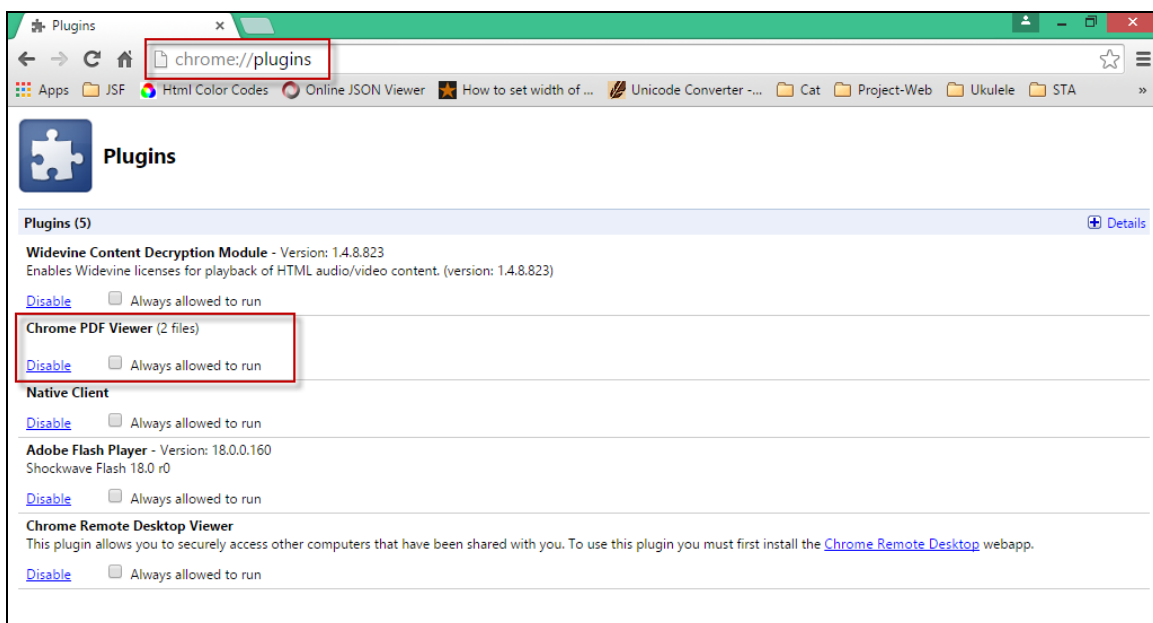 Plugins
chrome://plugins
Apps JSF Html Color Codes Online JSON Viewer How to set width of ... Unicode Converter -... Cat Project-Web Ukulele STA »
Plugins
Plugins (5) Details
Widevine Content Decryption Module - Version: 1.4.8.823
Enables Widevine licenses for playback of HTML audio/video content. (version: 1.4.8.823)
Disable Always allowed to run
Chrome PDF Viewer (2 files)
Disable Always allowed to run
Native Client
Disable Always allowed to run
Adobe Flash Player - Version: 18.0.0.160
Shockwave Flash 18.0 r0
Disable Always allowed to run
Chrome Remote Desktop Viewer
This plugin allows you to securely access other computers that have been shared with you. To use this plugin you must first install the Chrome Remote Desktop webapp.
Disable Always allowed to run